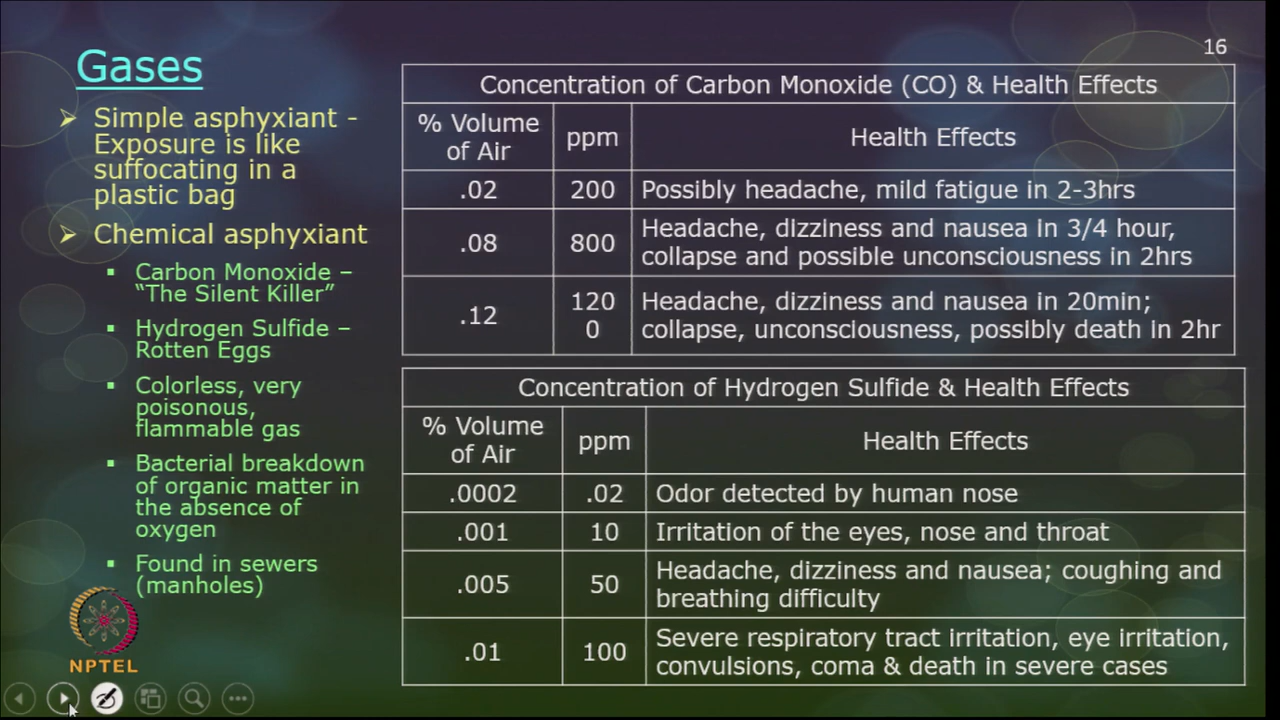 16
Gases
Simple asphyxiant -
Exposure is like
suffocating in a
plastic bag
Chemical asphyxiant
Carbon Monoxide –
“The Silent Killer”
Hydrogen Sulfide –
Rotten Eggs
Colorless, very
poisonous,
flammable gas
Bacterial breakdown
of organic matter in
the absence of
oxygen
Found in sewers
(manholes)
NPTEL
Concentration of Carbon Monoxide (CO) & Health Effects
% Volume
of Air
ppm
Health Effects
.02 200 Possibly headache, mild fatigue in 2-3hrs
.08 800 Headache, dizziness and nausea in 3/4 hour,
collapse and possible unconsciousness in 2hrs
.12 120
0
Headache, dizziness and nausea in 20min;
collapse, unconsciousness, possibly death in 2hr
Concentration of Hydrogen Sulfide & Health Effects
% Volume
of Air
ppm
Health Effects
.0002 .02 Odor detected by human nose
.001 10 Irritation of the eyes, nose and throat
.005 50 Headache, dizziness and nausea; coughing and
breathing difficulty
.01 100 Severe respiratory tract irritation, eye irritation,
convulsions, coma & death in severe cases